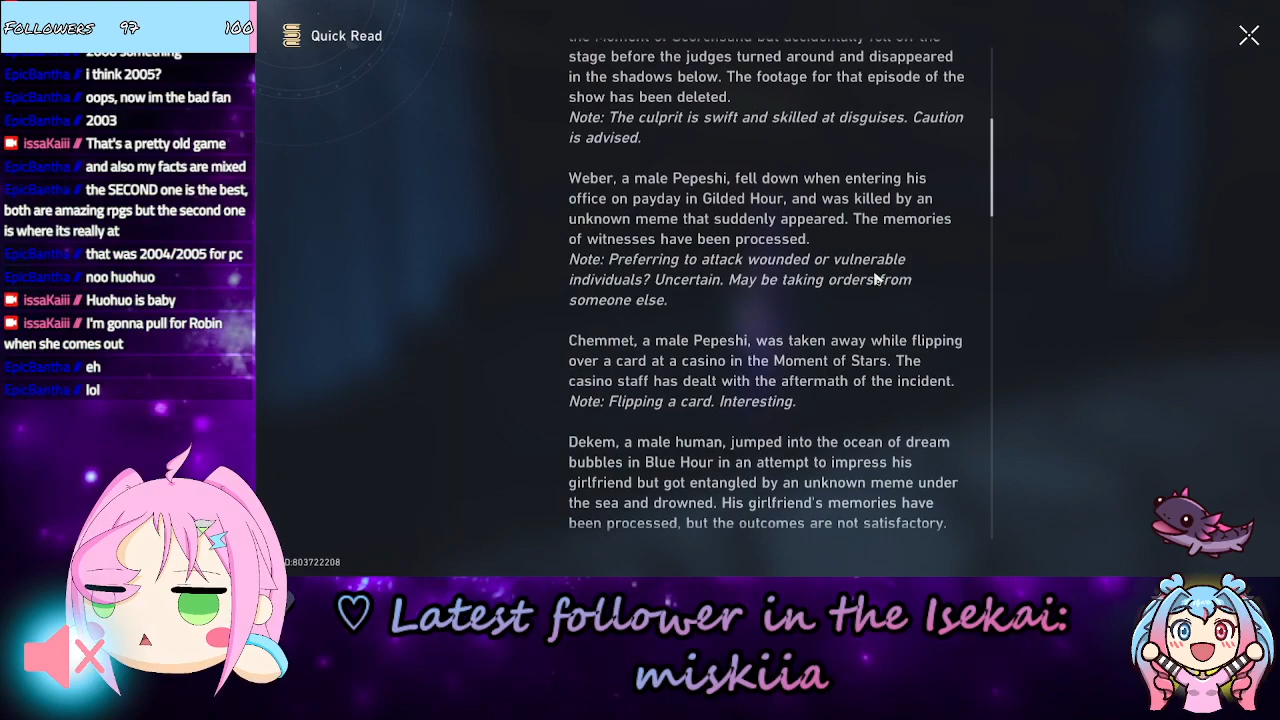 Followers 97 100
EpicBantha // i think 2005?
EpicBantha // oops, now im the bad fan
EpicBantha // 2003
issaKaiii // That's a pretty old game
EpicBantha // and also my facts are mixed
EpicBantha // the SECOND one is the best,
both are amazing rpgs but the second one
is where its really at
EpicBantha // that was 2004/2005 for pc
EpicBantha // noo huohuo
issaKaiii // Huohuo is baby
issaKaiii // I'm gonna pull for Robin
when she comes out
EpicBantha // eh
EpicBantha // lol
Quick Read
stage before the judges turned around and disappeared
in the shadows below. The footage for that episode of the
show has been deleted.
Note: The culprit is swift and skilled at disguises. Caution
is advised.
Weber, a male Pepeshi, fell down when entering his
office on payday in Gilded Hour, and was killed by an
unknown meme that suddenly appeared. The memories
of witnesses have been processed.
Note: Preferring to attack wounded or vulnerable
individuals? Uncertain. May be taking orders from
someone else.
Chemmet, a male Pepeshi, was taken away while flipping
over a card at a casino in the Moment of Stars. The
casino staff has dealt with the aftermath of the incident.
Note: Flipping a card. Interesting.
Dekem, a male human, jumped into the ocean of dream
bubbles in Blue Hour in an attempt to impress his
girlfriend but got entangled by an unknown meme under
the sea and drowned. His girlfriend's memories have
been processed, but the outcomes are not satisfactory.
D:803722208
♡ Latest follower in the Isekai:
miskiia